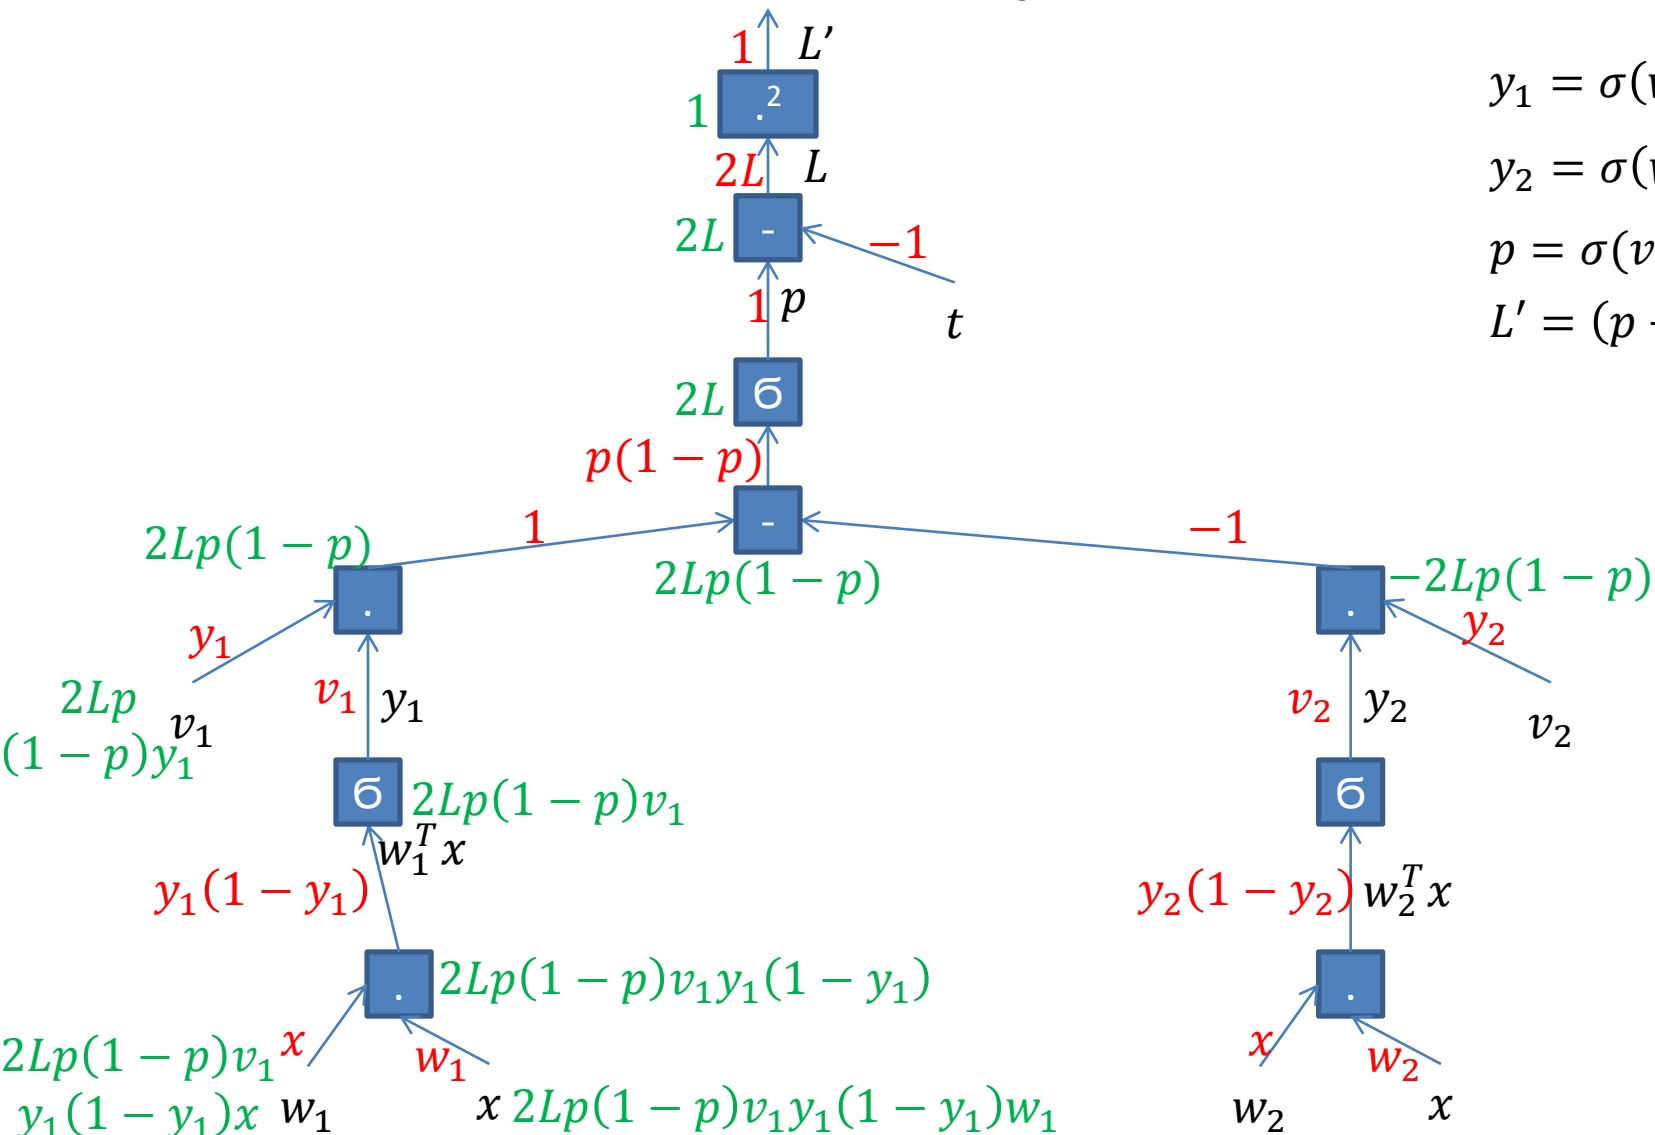 1 L’
1 .²
2L L
2L - −1
1 p t
2L б
p(1 − p)
1 - −1
2Lp(1 − p)
2Lp(1 − p)
−2Lp(1 − p)
. .
y₁ y₂
v₁ y₁ v₂ y₂
2Lp
(1 − p)y₁
v₁ v₂
б 2Lp(1 − p)v₁ б
w₁ᵀx
y₁(1 − y₁) y₂(1 − y₂) w₂ᵀx
. 2Lp(1 − p)v₁y₁(1 − y₁) .
x w₁ x w₂
2Lp(1 − p)v₁
y₁(1 − y₁)x
w₁ x 2Lp(1 − p)v₁y₁(1 − y₁)w₁ w₂ x
y₁ = σ(
y₂ = σ(
p = σ(v
L′ = (p